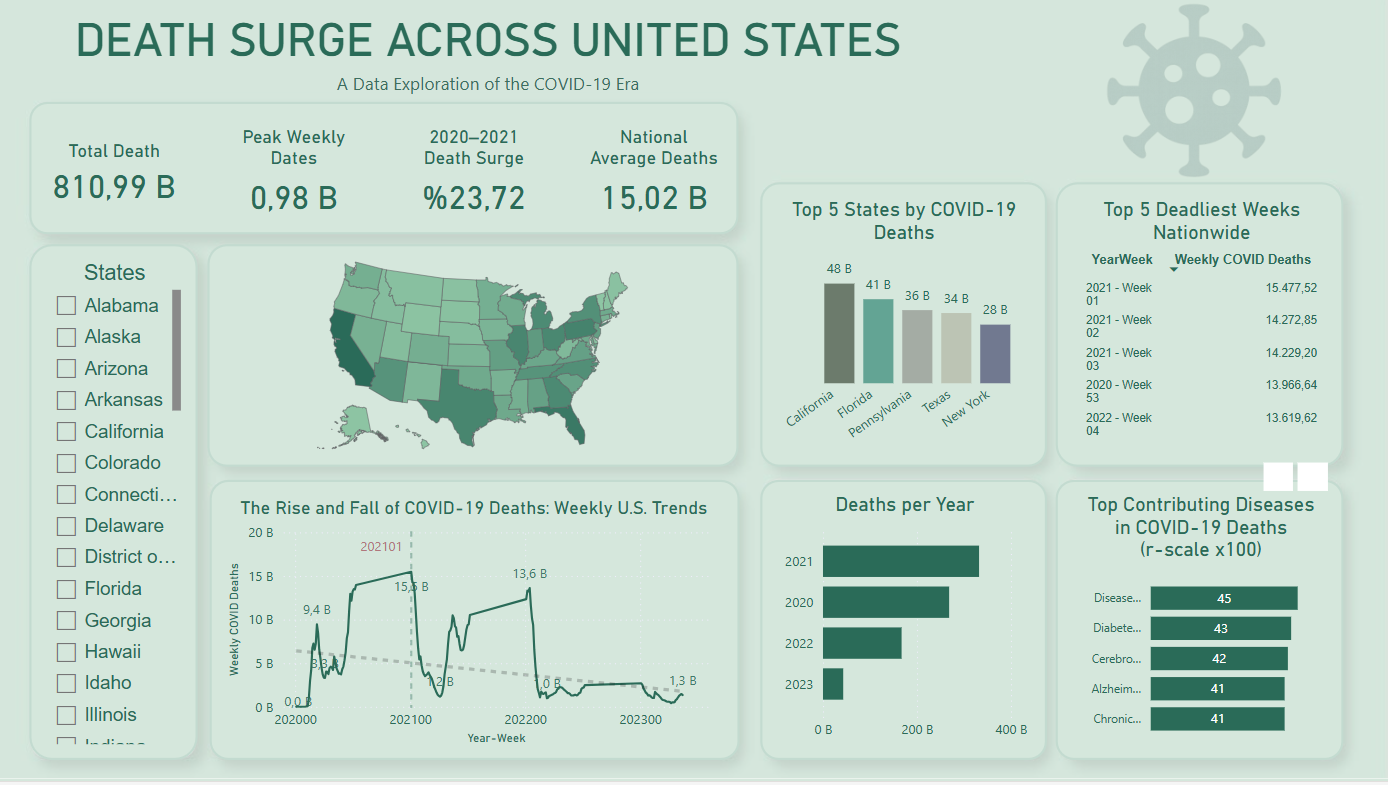 DEATH SURGE ACROSS UNITED STATES
A Data Exploration of the COVID-19 Era
Total Death
810,99 B
Peak Weekly
Dates
0,98 B
2020–2021
Death Surge
%23,72
National
Average Deaths
15,02 B
States
Alabama
Alaska
Arizona
Arkansas
California
Colorado
Connecti...
Delaware
District o...
Florida
Georgia
Hawaii
Idaho
Illinois
Indiana
Top 5 States by COVID-19
Deaths
48 B
41 B
36 B
34 B
28 B
California
Florida
Pennsylvania
Texas
New York
Top 5 Deadliest Weeks
Nationwide
YearWeek Weekly COVID Deaths
2021 - Week
01
15.477,52
2021 - Week
02
14.272,85
2021 - Week
03
14.229,20
2020 - Week
53
13.966,64
2022 - Week
04
13.619,62
The Rise and Fall of COVID-19 Deaths: Weekly U.S. Trends
Weekly COVID Deaths
20 B
15 B
10 B
5 B
0 B
202101
15,5 B
13,6 B
9,4 B
0,0 B
1,3 B
202000
202100
202200
202300
Year-Week
Deaths per Year
2021
2020
2022
2023
0 B
200 B
400 B
Top Contributing Diseases
in COVID-19 Deaths
(r-scale x100)
Disease... 45
Diabete... 43
Cerebro... 42
Alzheim... 41
Chronic... 41